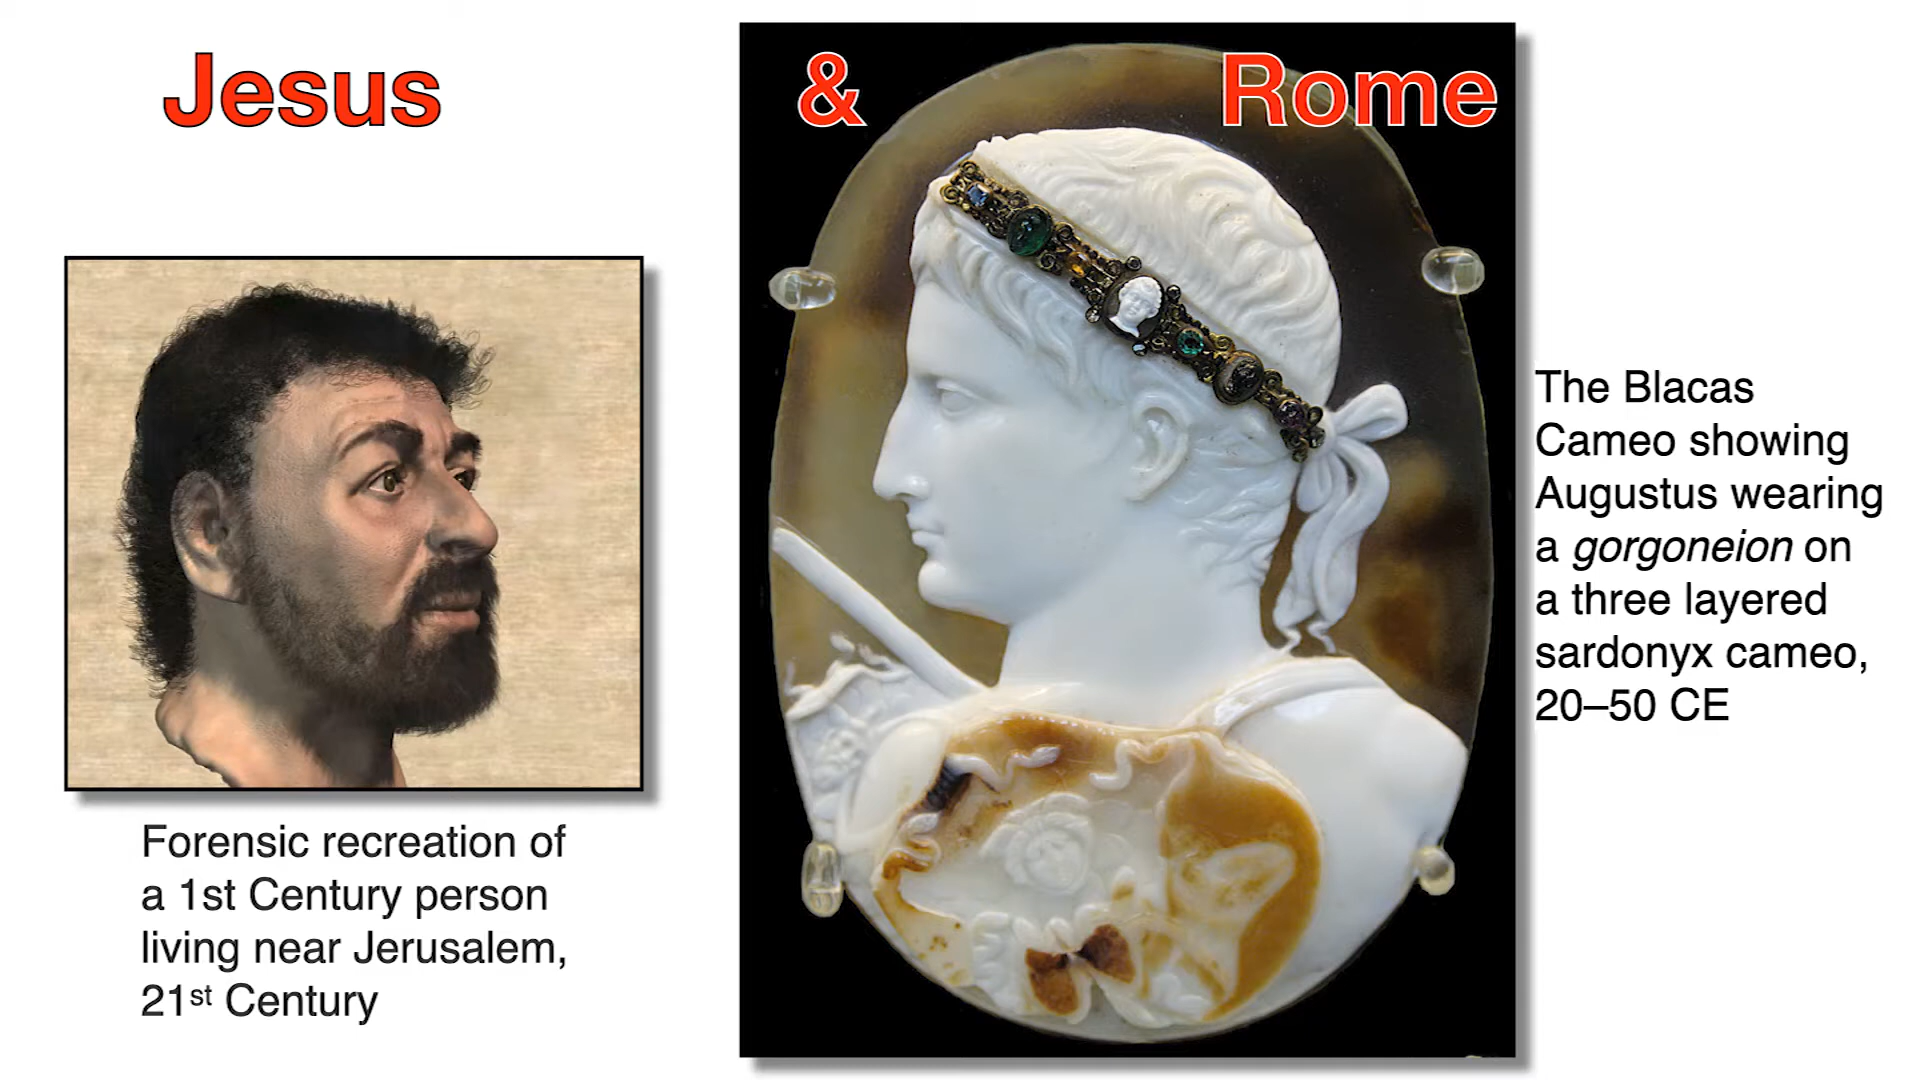 Jesus & Rome
Forensic recreation of
a 1st Century person
living near Jerusalem,
21st Century
The Blacas
Cameo showing
Augustus wearing
a gorgoneion on
a three layered
sardonyx cameo,
20–50 CE